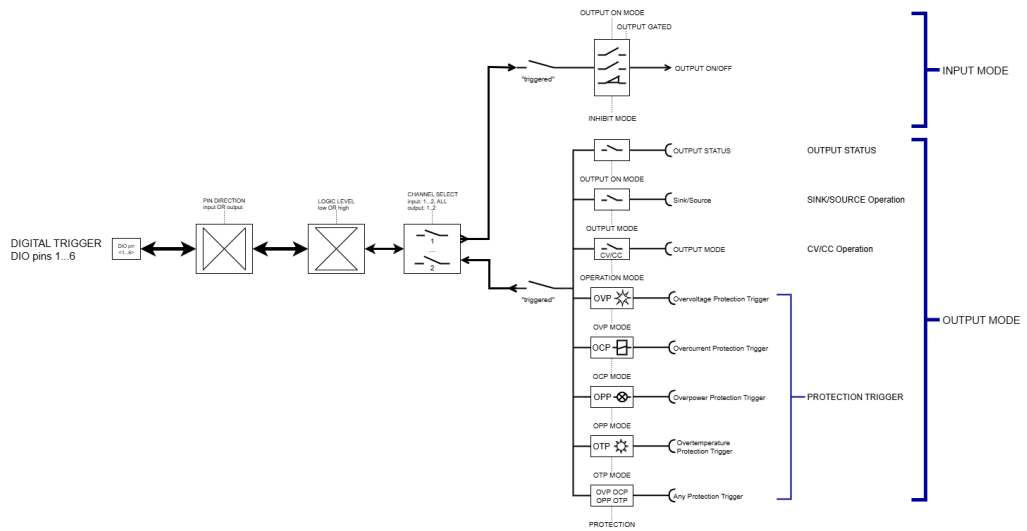 OUTPUT ON MODE
OUTPUT GATED
"triggered"
OUTPUT ON/OFF
INPUT MODE
INHIBIT MODE
OUTPUT STATUS
OUTPUT STATUS
OUTPUT ON MODE
PIN DIRECTION
input OR output
LOGIC LEVEL
low OR high
CHANNEL SELECT
input: 1...2, ALL
output: 1..2
Sink/Source
SINK/SOURCE Operation
OUTPUT MODE
DIGITAL TRIGGER
DIO pins 1...6
DIO pin
<1...6>
1
...
2
CV/CC
OUTPUT MODE
CV/CC Operation
OPERATION MODE
"triggered"
OVP
Overvoltage Protection Trigger
OVP MODE
OUTPUT MODE
OCP
Overcurrent Protection Trigger
OCP MODE
OPP
Overpower Protection Trigger
PROTECTION TRIGGER
OPP MODE
OTP
Overtemperature
Protection Trigger
OTP MODE
OVP OCP
OPP OTP
Any Protection Trigger
PROTECTION